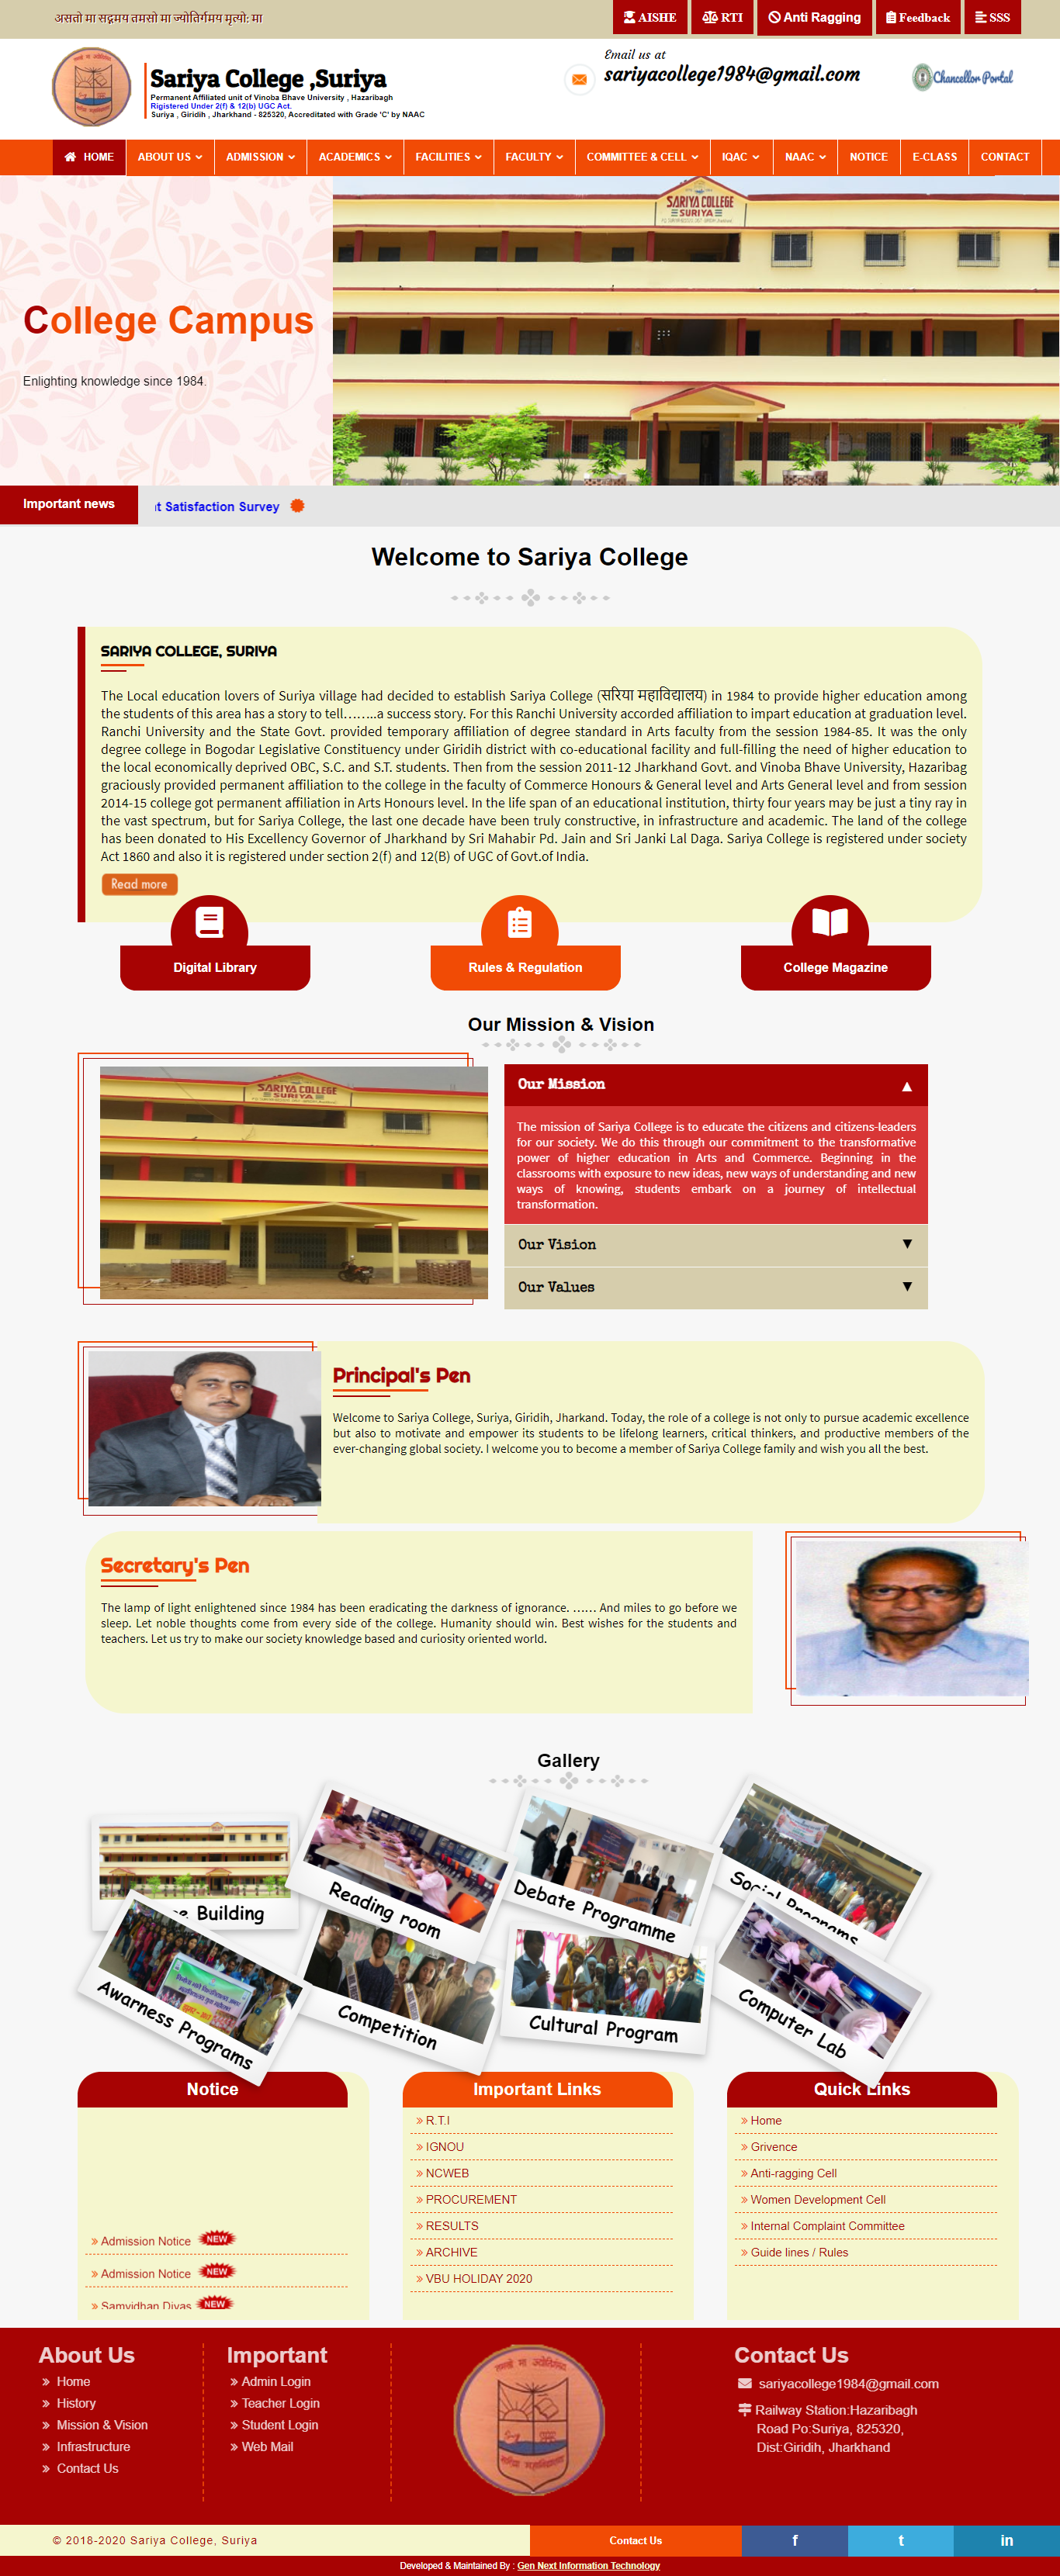 असतो मा सद्गमय तमसो मा ज्योतिर्गमय मृत्यो: मा
AISHE
RTI
Anti Ragging
Feedback
SSS
Sariya College ,Suriya
Permanent Affiliated unit of Vinoba Bhave University , Hazaribagh
Rigistered Under 2(f) & 12(b) UGC Act.
Suriya , Giridih , Jharkhand - 825320, Accredited with Grade 'C' by NAAC
Email us at
sariyacollege1984@gmail.com
Chancellor Portal
HOME
ABOUT US
ADMISSION
ACADEMICS
FACILITIES
FACULTY
COMMITTEE & CELL
IQAC
NAAC
NOTICE
E-CLASS
CONTACT
SARIYA COLLEGE
SURIYA
College Campus
Enlighting knowledge since 1984.
Important news
t Satisfaction Survey
Welcome to Sariya College
SARIYA COLLEGE, SURIYA
The Local education lovers of Suriya village had decided to establish Sariya College (सरिया महाविद्यालय) in 1984 to provide higher education among
the students of this area has a story to tell……..a success story. For this Ranchi University accorded affiliation to impart education at graduation level.
Ranchi University and the State Govt. provided temporary affiliation of degree standard in Arts faculty from the session 1984-85. It was the only
degree college in Bogodar Legislative Constituency under Giridih district with co-educational facility and full-filling the need of higher education to
the local economically deprived OBC, S.C. and S.T. students. Then from the session 2011-12 Jharkhand Govt. and Vinoba Bhave University, Hazaribag
graciously provided permanent affiliation to the college in the faculty of Commerce Honours & General level and Arts General level and from session
2014-15 college got permanent affiliation in Arts Honours level. In the life span of an educational institution, thirty four years may be just a tiny ray in
the vast spectrum, but for Sariya College, the last one decade have been truly constructive, in infrastructure and academic. The land of the college
has been donated to His Excellency Governor of Jharkhand by Sri Mahabir Pd. Jain and Sri Janki Lal Daga. Sariya College is registered under society
Act 1860 and also it is registered under section 2(f) and 12(B) of UGC of Govt.of India.
Read more
Digital Library
Rules & Regulation
College Magazine
Our Mission & Vision
SARIYA COLLEGE
SURIYA
Our Mission
The mission of Sariya College is to educate the citizens and citizens-leaders
for our society. We do this through our commitment to the transformative
power of higher education in Arts and Commerce. Beginning in the
classrooms with exposure to new ideas, new ways of understanding and new
ways of knowing, students embark on a journey of intellectual
transformation.
Our Vision
Our Values
Principal's Pen
Welcome to Sariya College, Suriya, Giridih, Jharkand. Today, the role of a college is not only to pursue academic excellence
but also to motivate and empower its students to be lifelong learners, critical thinkers, and productive members of the
ever-changing global society. I welcome you to become a member of Sariya College family and wish you all the best.
Secretary's Pen
The lamp of light enlightened since 1984 has been eradicating the darkness of ignorance. …… And miles to go before we
sleep. Let noble thoughts come from every side of the college. Humanity should win. Best wishes for the students and
teachers. Let us try to make our society knowledge based and curiosity oriented world.
Gallery
Building
Reading room
Debate Programme
Social Programs
Awarness Programs
Competition
Cultural Program
Computer Lab
Notice
Admission Notice NEW
Admission Notice NEW
Samvidhan Divas NEW
Important Links
R.T.I
IGNOU
NCWEB
PROCUREMENT
RESULTS
ARCHIVE
VBU HOLIDAY 2020
Quick Links
Home
Grivence
Anti-ragging Cell
Women Development Cell
Internal Complaint Committee
Guide lines / Rules
About Us
Home
History
Mission & Vision
Infrastructure
Contact Us
Important
Admin Login
Teacher Login
Student Login
Web Mail
Contact Us
sariyacollege1984@gmail.com
Railway Station:Hazaribagh
Road Po:Suriya, 825320,
Dist:Giridih, Jharkhand
© 2018-2020 Sariya College, Suriya
Contact Us
f
t
in
Developed & Maintained By : Gen Next Information Technology